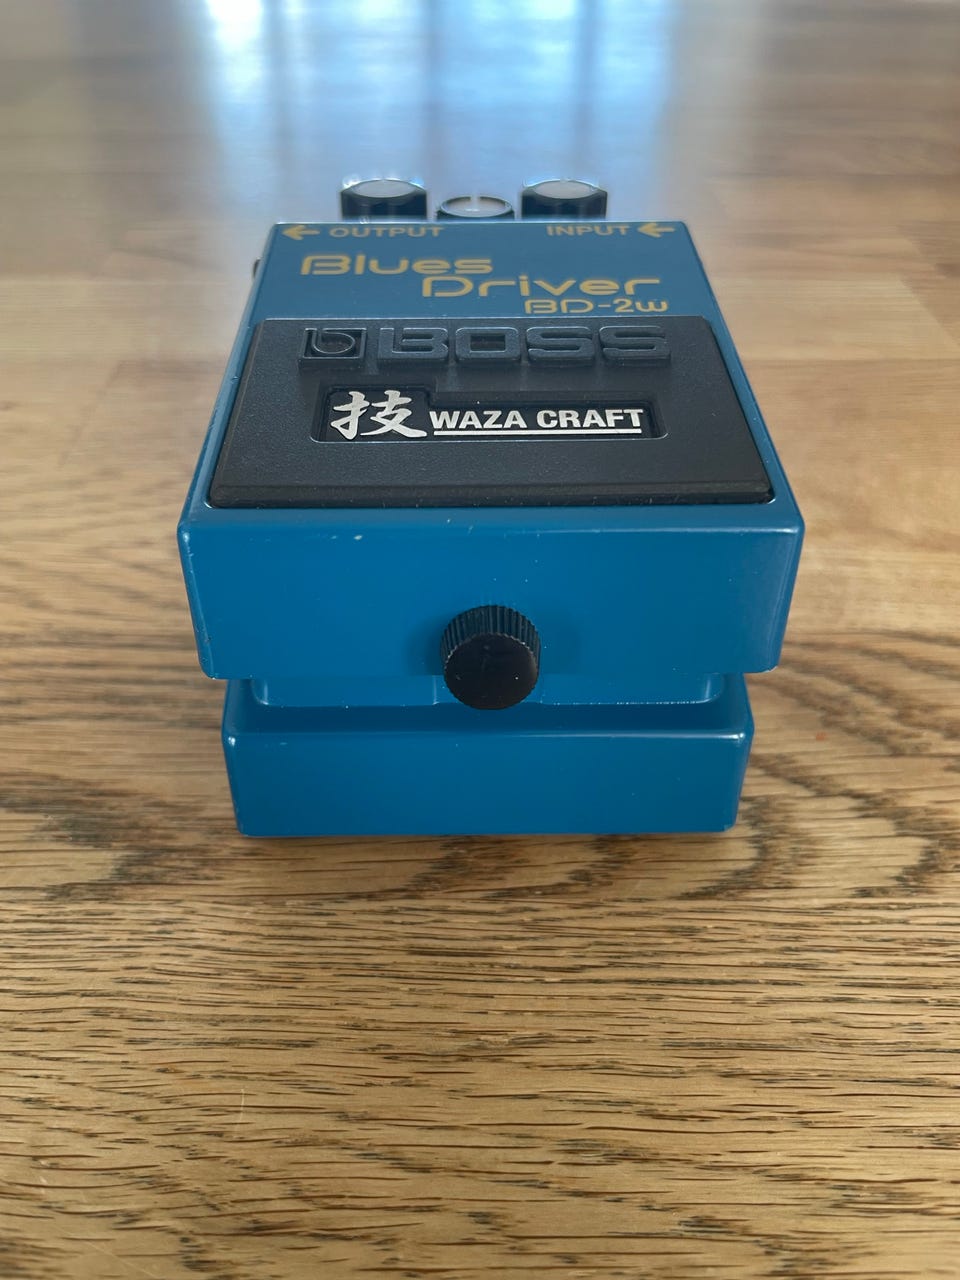 ← OUTPUT INPUT ←
Blues
Driver
BD-2w
BOSS
技 WAZA CRAFT